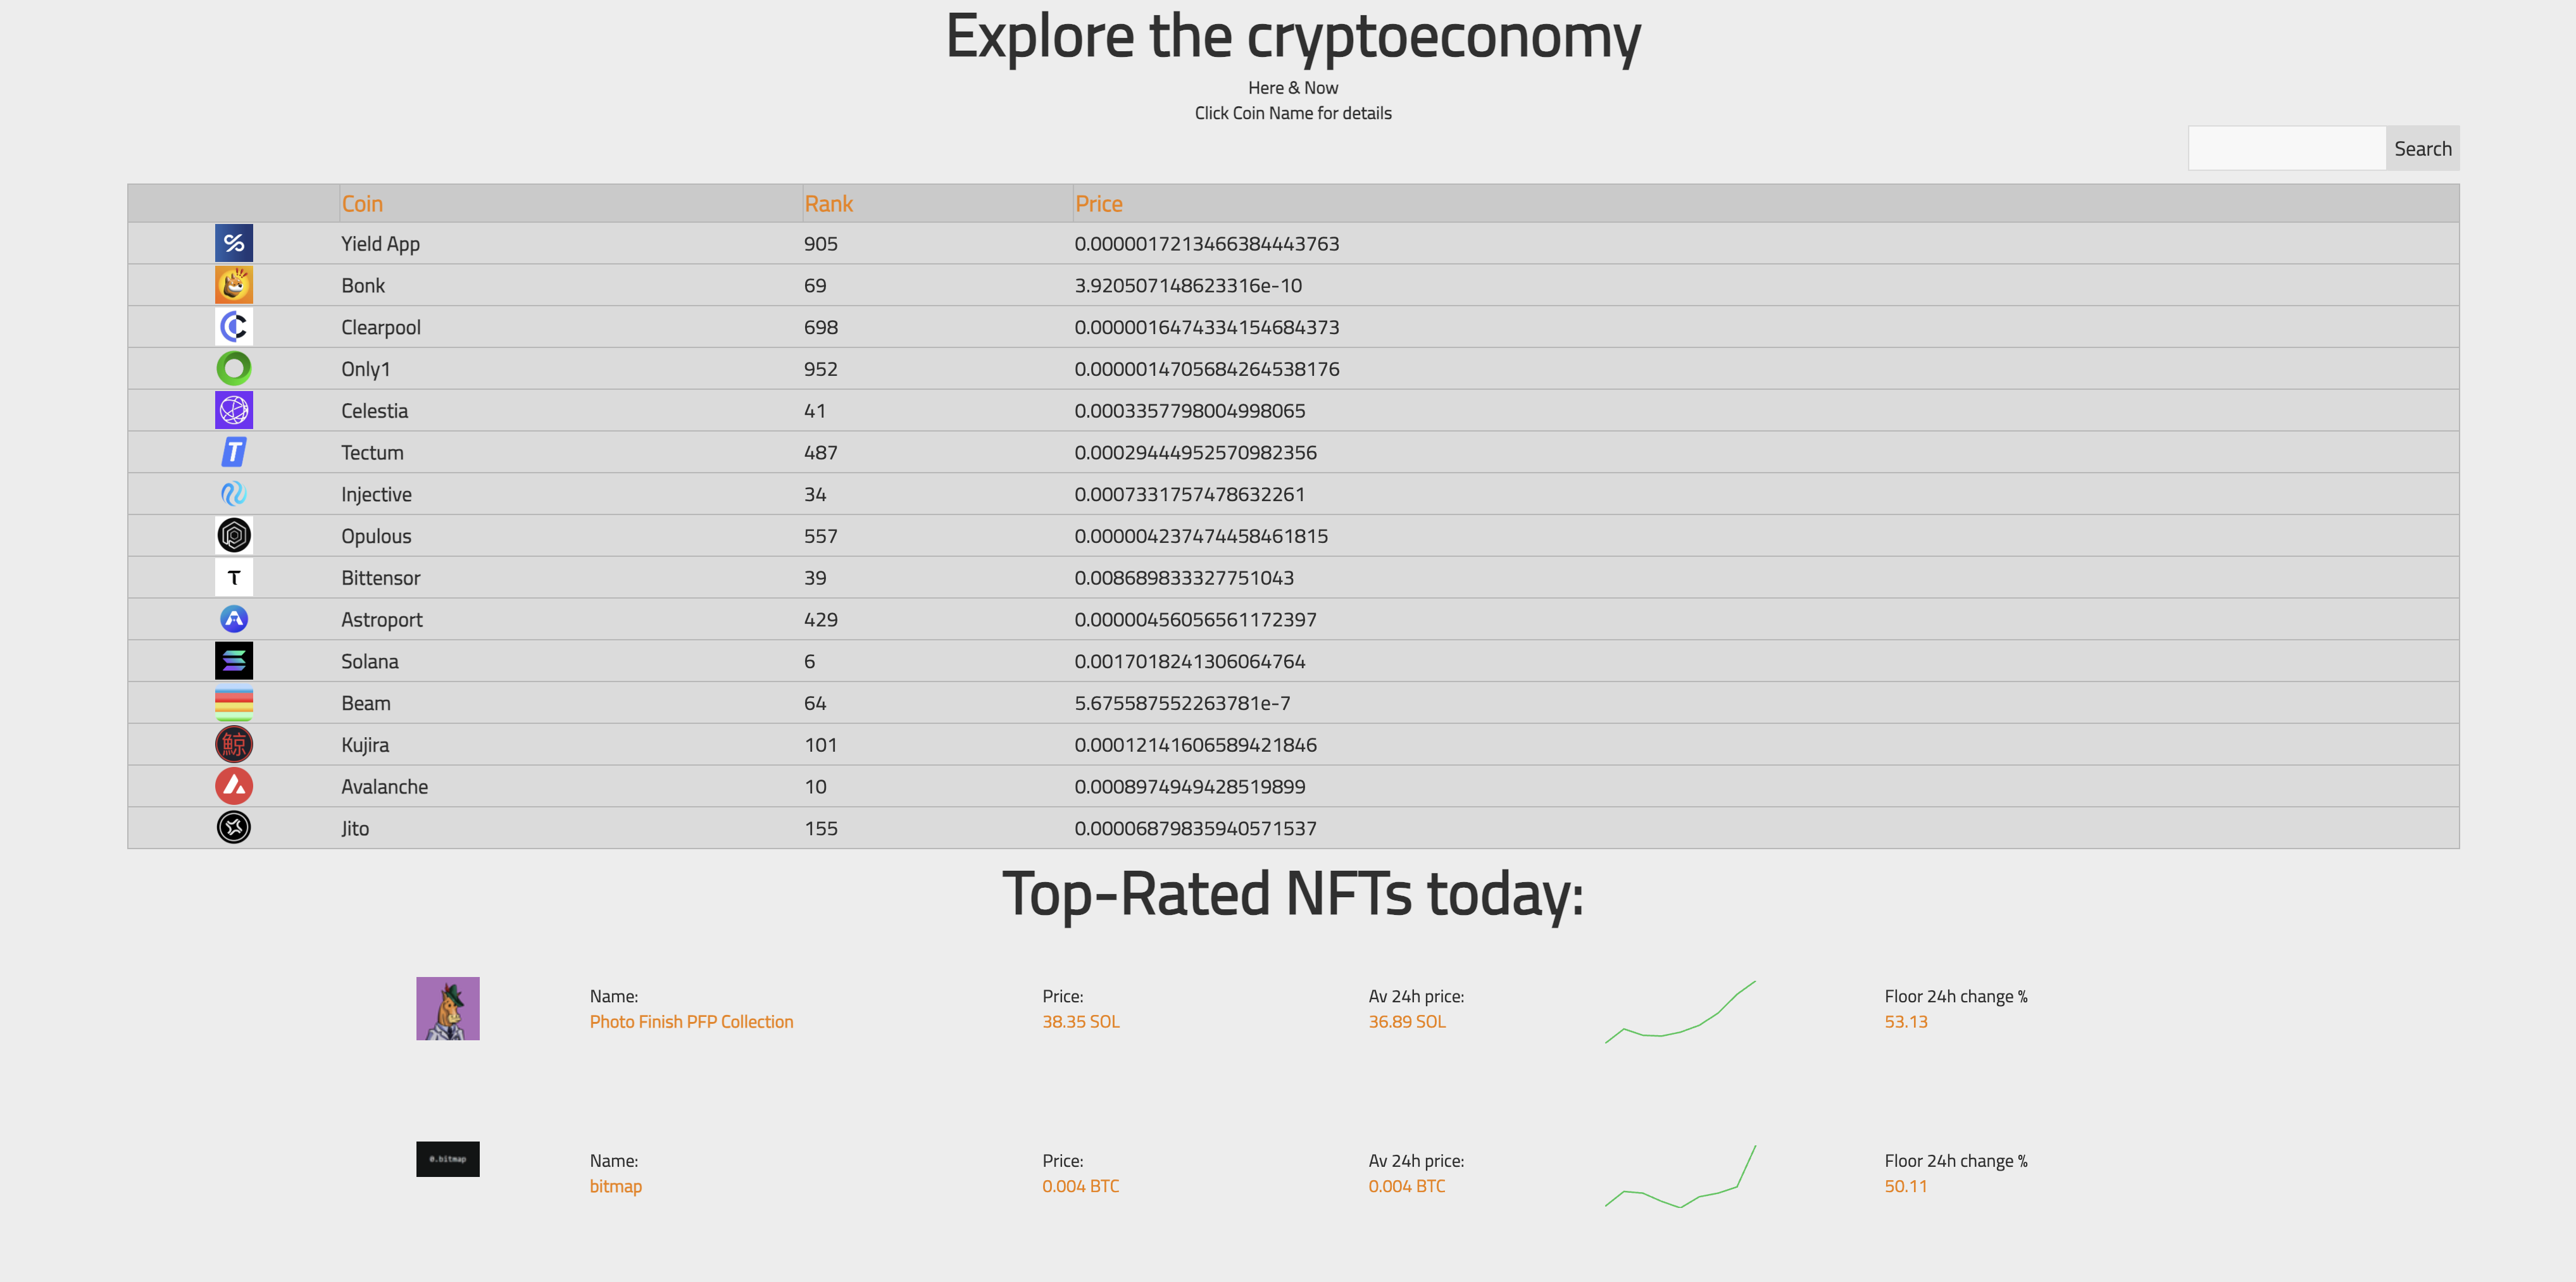 Explore the cryptoeconomy
Here & Now
Click Coin Name for details
Search
Coin Rank Price
Yield App 905 0.0000017213466384443763
Bonk 69 3.920507148623316e-10
Clearpool 698 0.0000016474334154684373
Only1 952 0.0000014705684264538176
Celestia 41 0.0003357798004998065
T Tectum 487 0.00029444952570982356
Injective 34 0.0007331757478632261
Opulous 557 0.000004237474458461815
τ Bittensor 39 0.008689833327751043
Astroport 429 0.00000456056561172397
Solana 6 0.0017018241306064764
Beam 64 5.675587552263781e-7
鯨 Kujira 101 0.00012141606589421846
Avalanche 10 0.0008974949428519899
Jito 155 0.00006879835940571537
Top-Rated NFTs today:
Name: Price: Av 24h price: Floor 24h change %
Photo Finish PFP Collection 38.35 SOL 36.89 SOL 53.13
0.bitmap
Name: Price: Av 24h price: Floor 24h change %
bitmap 0.004 BTC 0.004 BTC 50.11